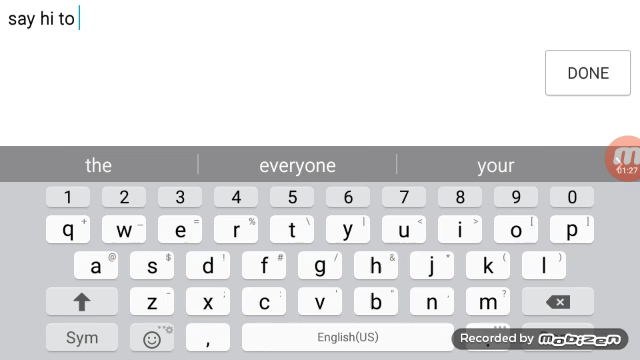 say hi to
DONE
the everyone your
01:27
1 2 3 4 5 6 7 8 9 0
q + w _ e = r % t \ y | u < i > o [ p ]
a @ s $ d ! f # g / h & j * k ( l )
z - x ; c : v ' b " n , m ?
Sym , English(US)
Recorded by mobizen